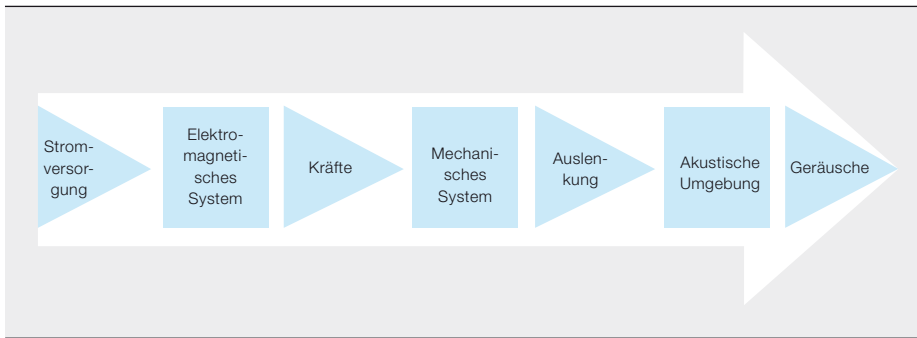 Strom-
versor-
gung
Elektro-
magneti-
sches
System
Kräfte
Mechani-
sches
System
Auslen-
kung
Akustische
Umgebung
Geräusche